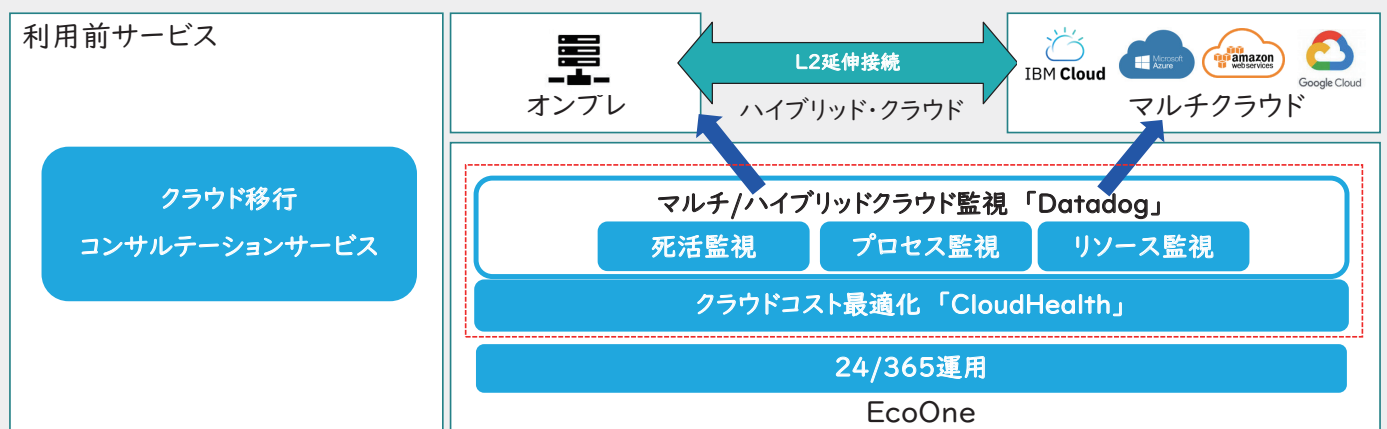 利用前サービス
クラウド移行
コンサルテーションサービス
オンプレ
L2延伸接続
ハイブリッド・クラウド
IBM Cloud
Microsoft
Azure
amazon
webservices
Google Cloud
マルチクラウド
マルチ/ハイブリッドクラウド監視 「Datadog」
死活監視
プロセス監視
リソース監視
クラウドコスト最適化 「CloudHealth」
24/365運用
EcoOne